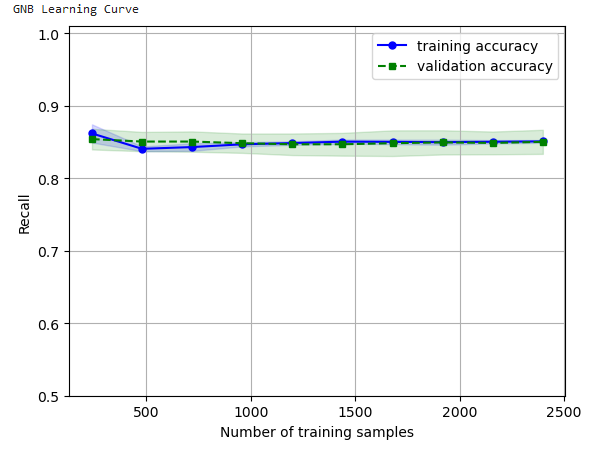 GNB Learning Curve
1.0
0.9
0.8
0.7
0.6
0.5
Recall
training accuracy
validation accuracy
500
1000
1500
2000
2500
Number of training samples